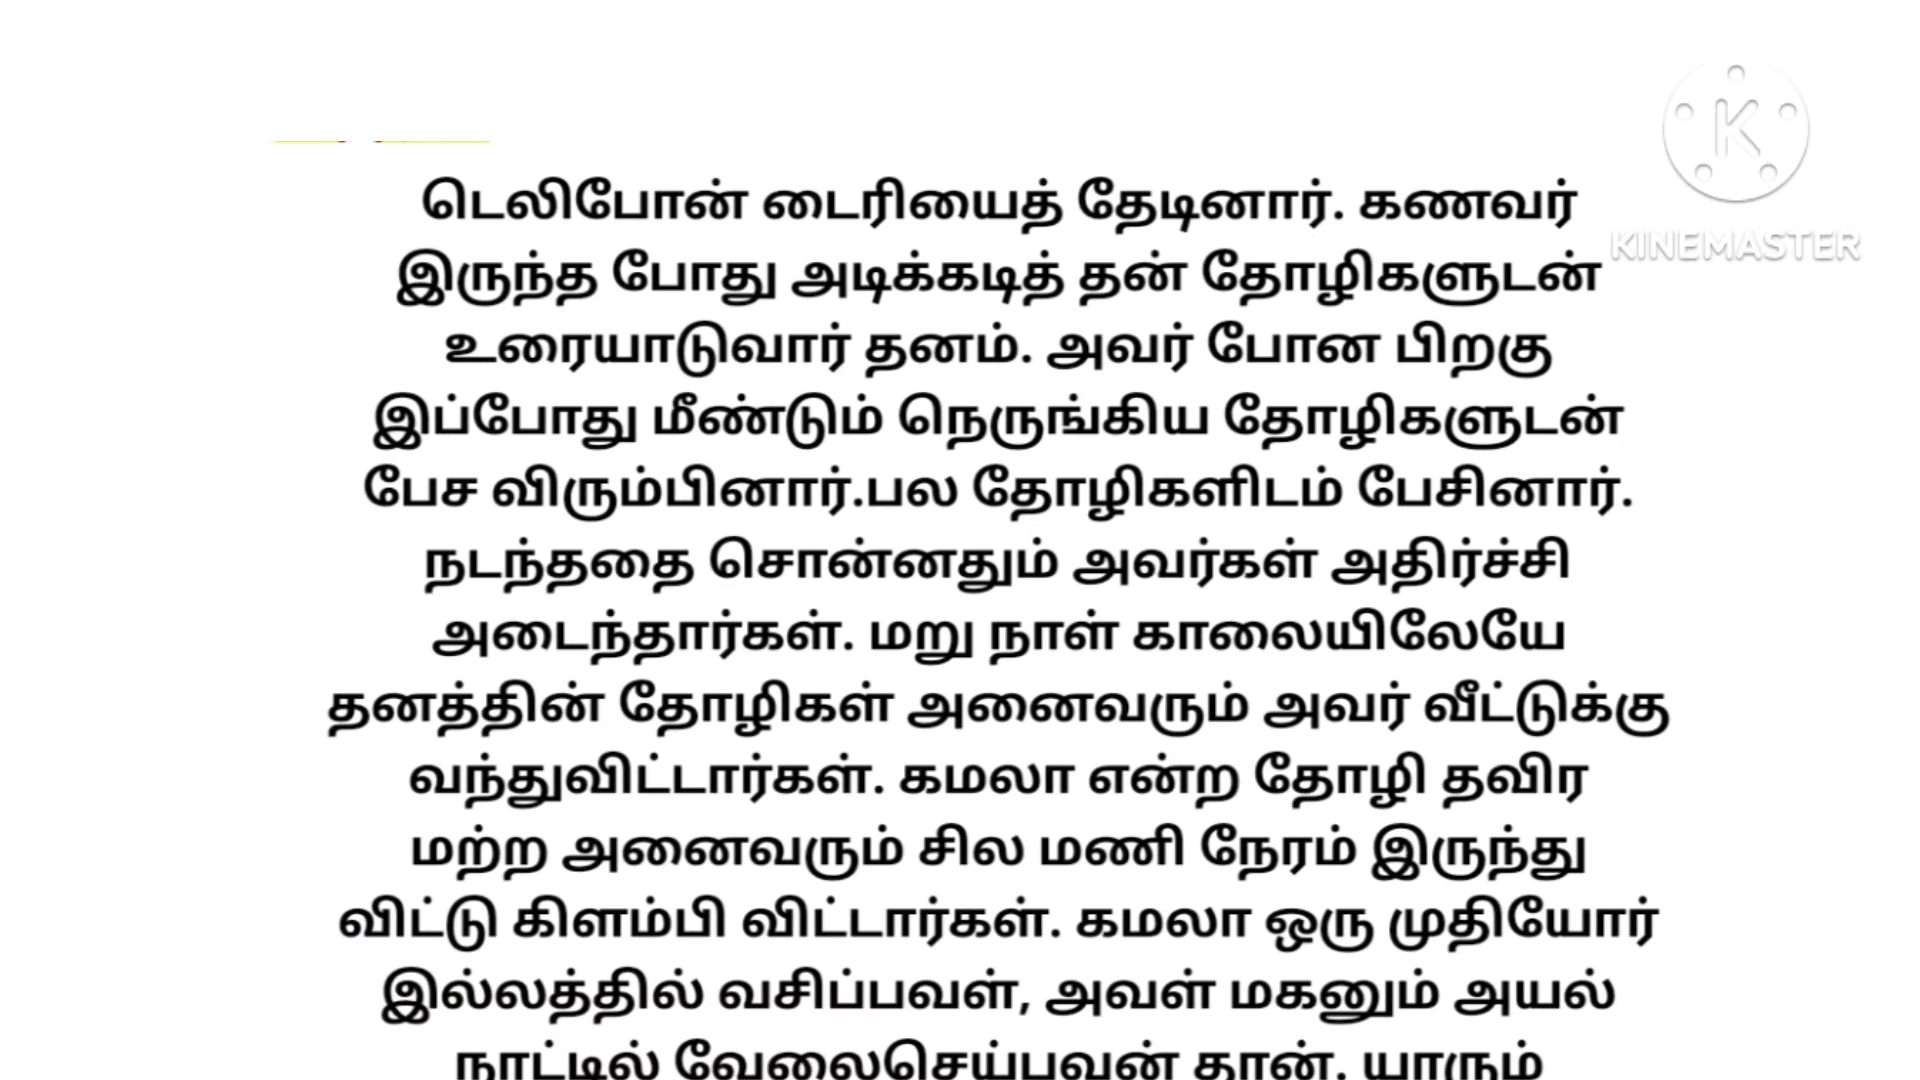 டெலிபோன் டைரியைத் தேடினார். கணவர்
இருந்த போது அடிக்கடித் தன் தோழிகளுடன்
KINEMASTER
உரையாடுவார் தனம். அவர் போன பிறகு
இப்போது மீண்டும் நெருங்கிய தோழிகளுடன்
பேச விரும்பினார்.பல தோழிகளிடம் பேசினார்.
நடந்ததை சொன்னதும் அவர்கள் அதிர்ச்சி
அடைந்தார்கள். மறு நாள் காலையிலேயே
தனத்தின் தோழிகள் அனைவரும் அவர் வீட்டுக்கு
வந்துவிட்டார்கள். கமலா என்ற தோழி தவிர
மற்ற அனைவரும் சில மணி நேரம் இருந்து
விட்டு கிளம்பி விட்டார்கள். கமலா ஒரு முதியோர்
இல்லத்தில் வசிப்பவள், அவள் மகனும் அயல்
நாட்டில் வேலைசெய்பவன் தான். யாரும்